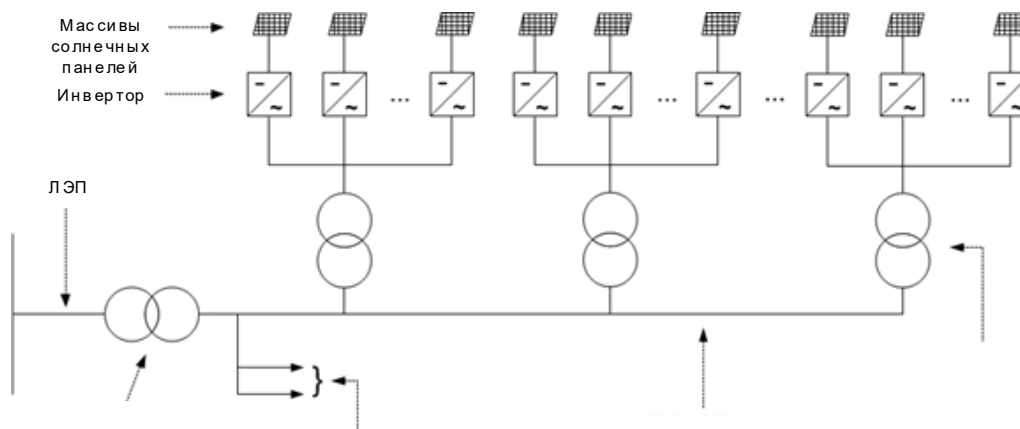 Массивы
солнечных
панелей
Инвертор
... ... ... ...
ЛЭП